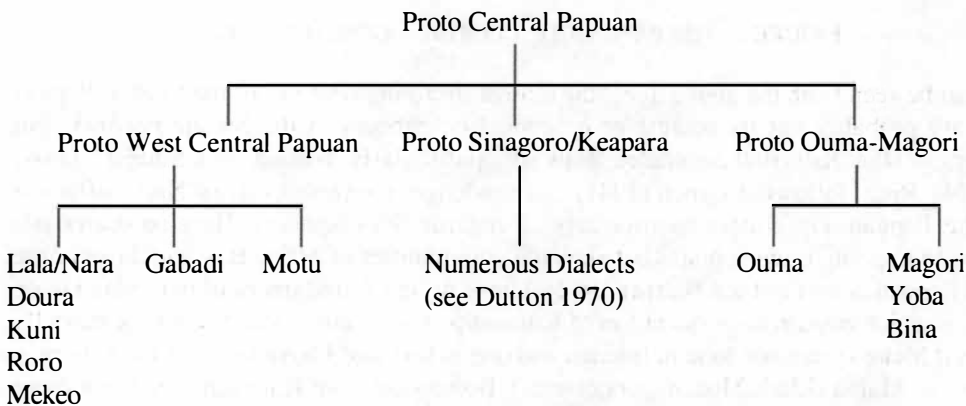 Proto Central Papuan
Proto West Central Papuan Proto Sinagoro/Keapara Proto Ouma-Magori
Lala/Nara Gabadi Motu Numerous Dialects Ouma Magori
Doura (see Dutton 1970) Yoba
Kuni Bina
Roro
Mekeo